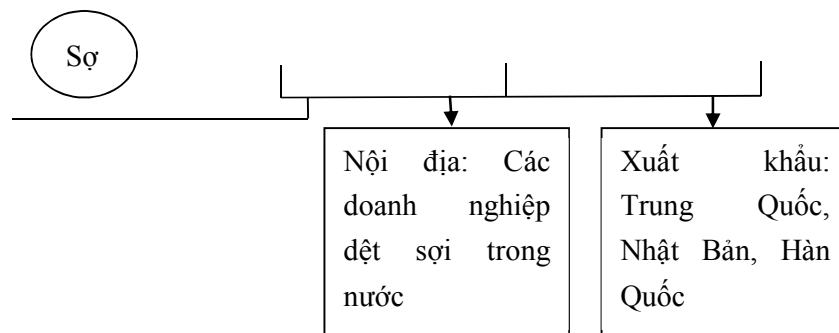 Sợ
Nội địa: Các
doanh nghiệp
dệt sợi trong
nước
Xuất khẩu:
Trung Quốc,
Nhật Bản, Hàn
Quốc